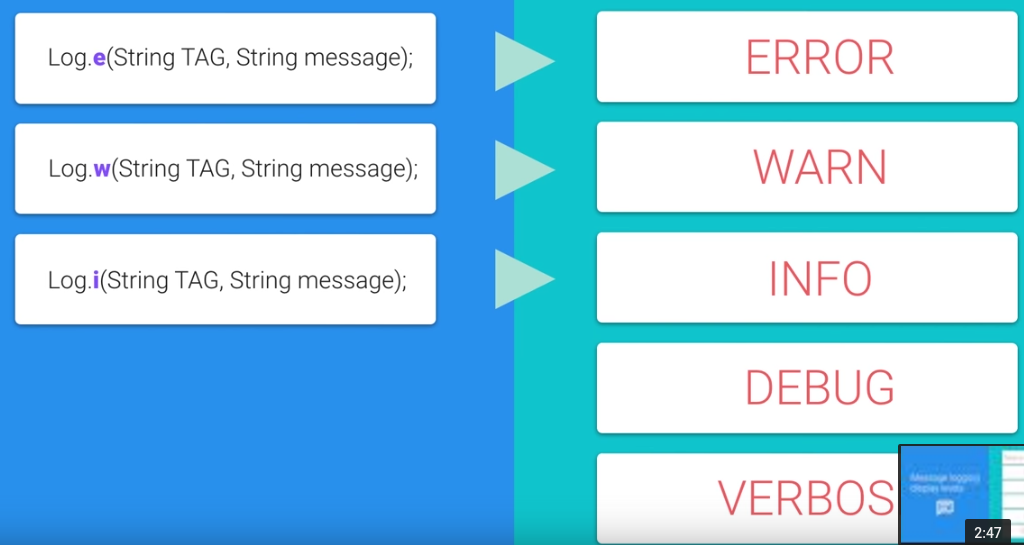 Log.e(String TAG, String message);
ERROR
Log.w(String TAG, String message);
WARN
Log.i(String TAG, String message);
INFO
DEBUG
VERBOS
Message logging
display levels
2:47